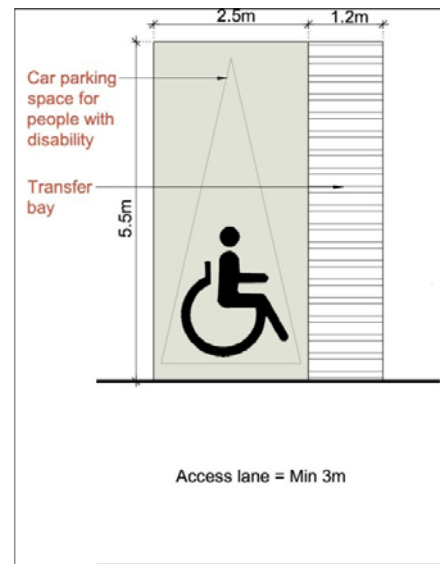 2.5m
1.2m
Car parking
space for
people with
disability
Transfer
bay
5.5m
Access lane = Min 3m